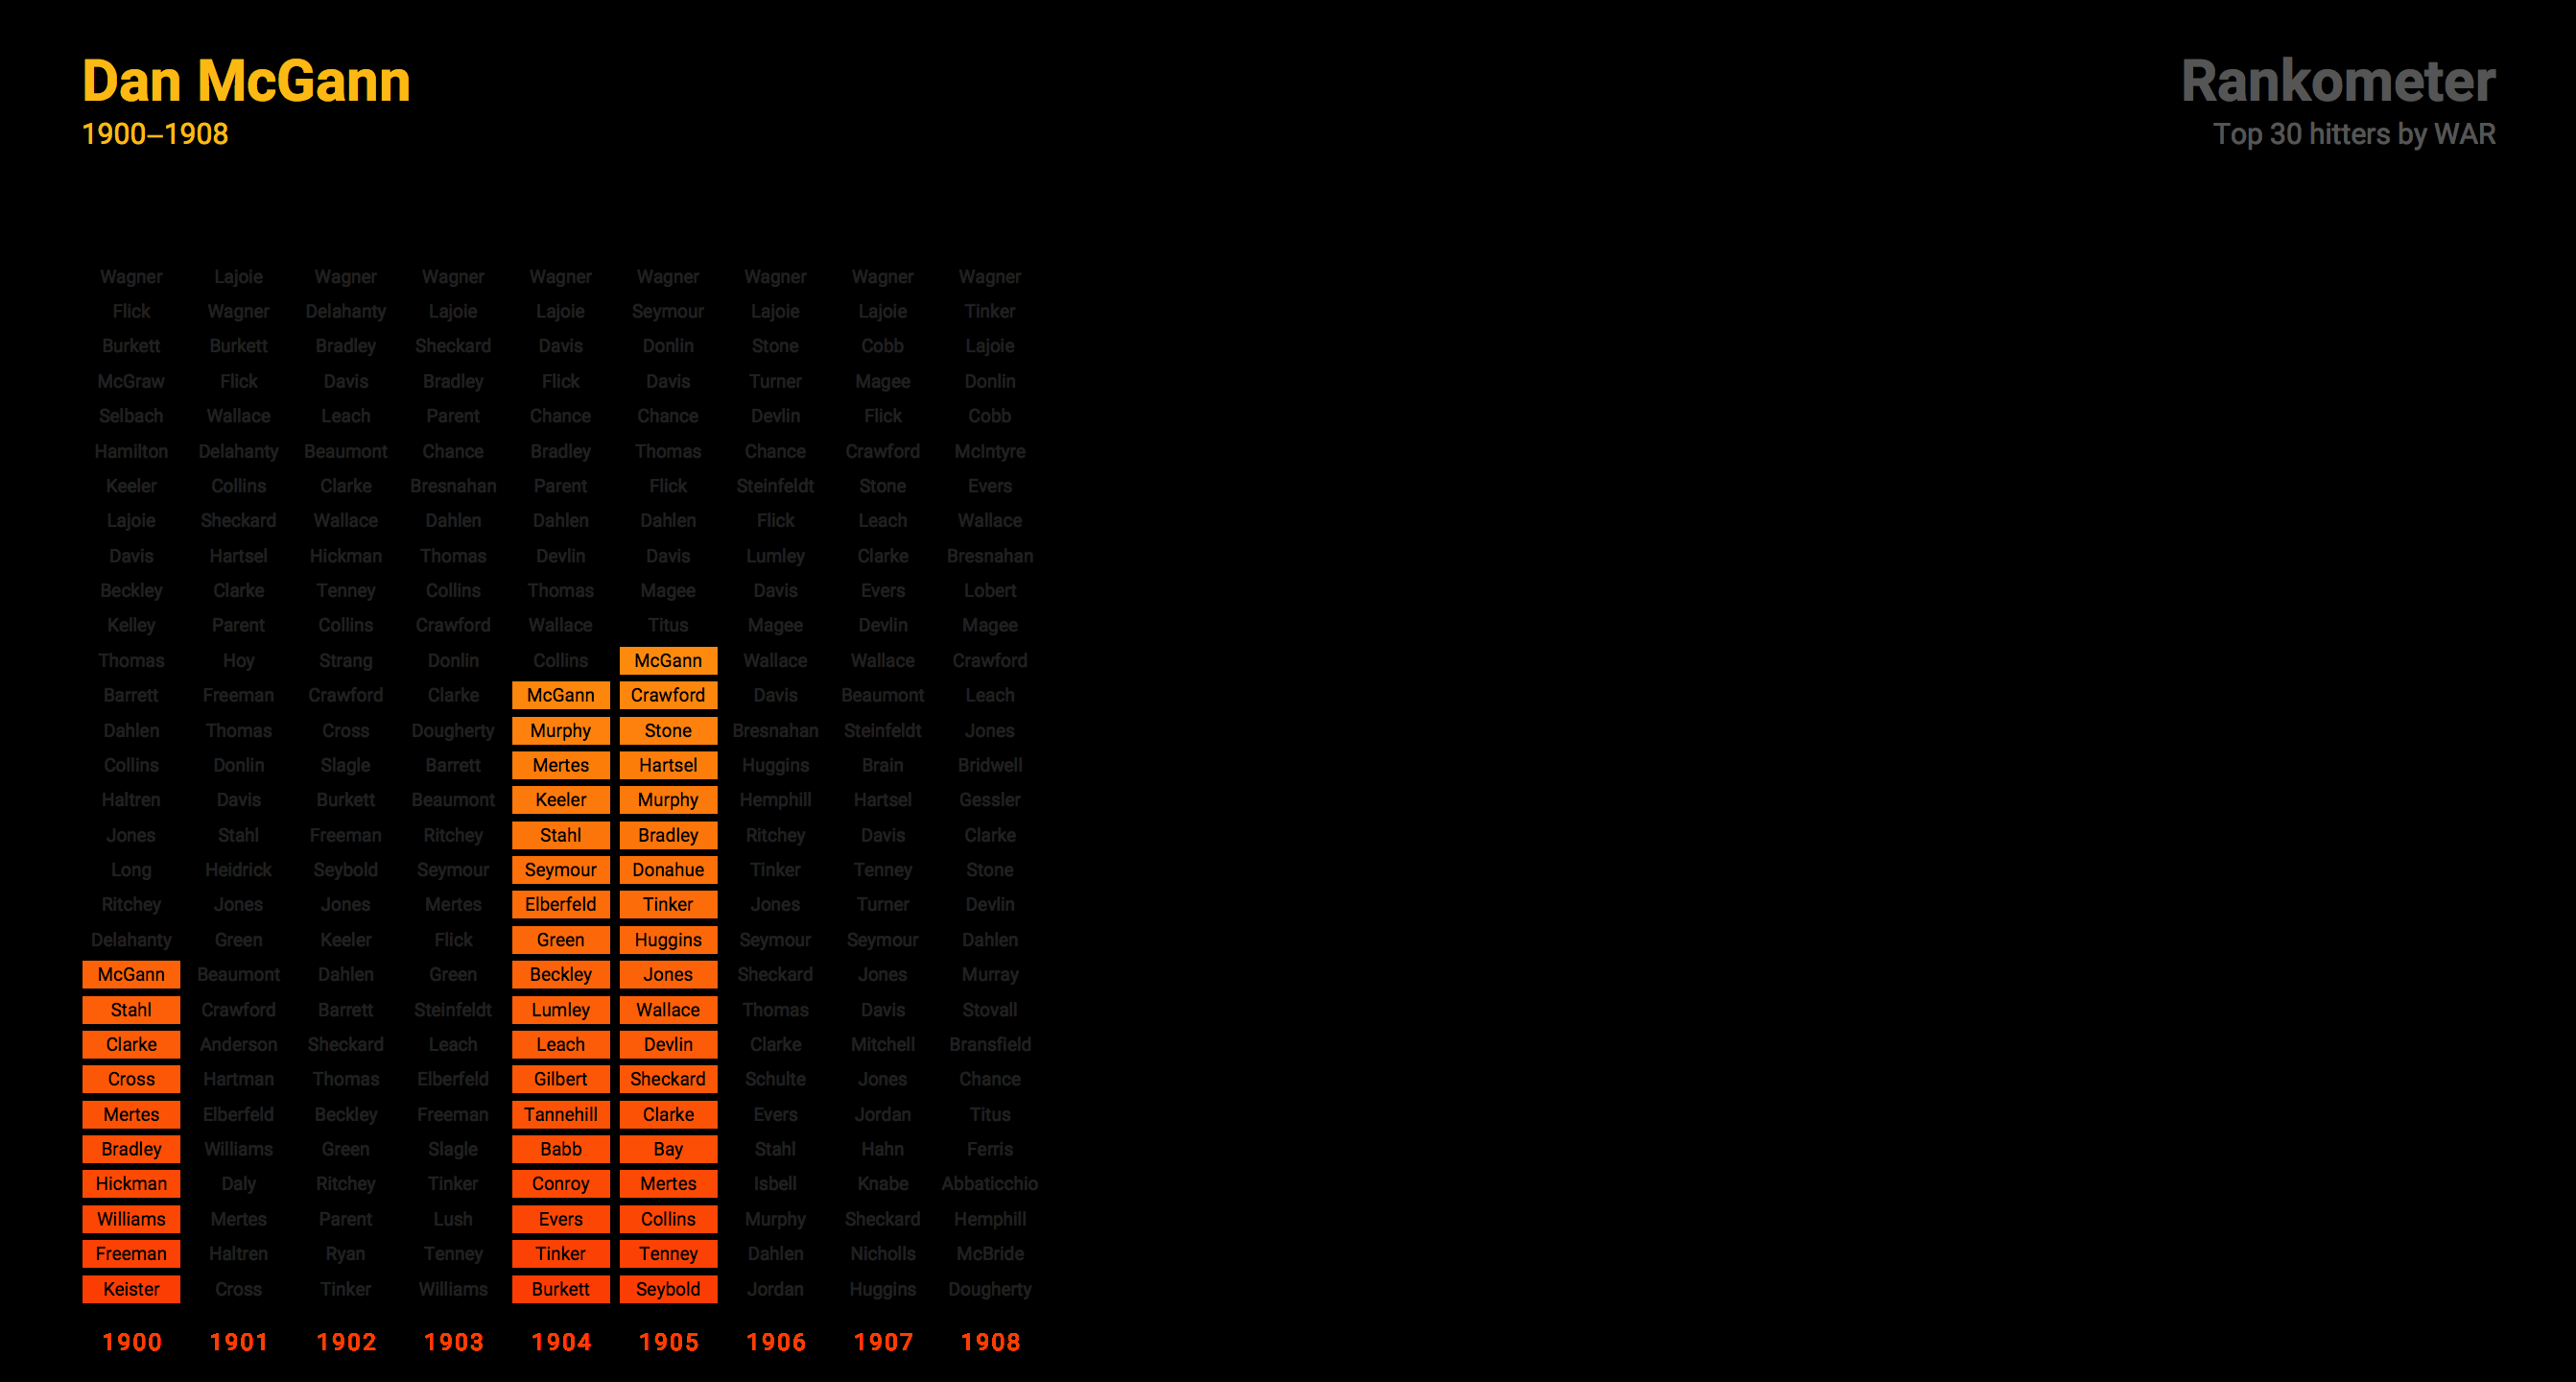 Dan McGann
1900–1908
Rankometer
Top 30 hitters by WAR
Wagner Lajoie Wagner Wagner Wagner Wagner Wagner Wagner Wagner
Flick Wagner Delahanty Lajoie Lajoie Seymour Lajoie Lajoie Tinker
Burkett Burkett Bradley Sheckard Davis Donlin Stone Cobb Lajoie
McGraw Flick Davis Bradley Flick Davis Turner Magee Donlin
Selbach Wallace Leach Parent Chance Chance Devlin Flick Cobb
Hamilton Delahanty Beaumont Chance Bradley Thomas Chance Crawford McIntyre
Keeler Collins Clarke Bresnahan Parent Flick Steinfeldt Stone Evers
Lajoie Sheckard Wallace Dahlen Dahlen Dahlen Flick Leach Wallace
Davis Hartsel Hickman Thomas Devlin Davis Lumley Clarke Bresnahan
Beckley Clarke Tenney Collins Thomas Magee Davis Evers Lobert
Kelley Parent Collins Crawford Wallace Titus Magee Devlin Magee
Thomas Hoy Strang Donlin Collins McGann Wallace Wallace Crawford
Barrett Freeman Crawford Clarke McGann Crawford Davis Beaumont Leach
Dahlen Thomas Cross Dougherty Murphy Stone Bresnahan Steinfeldt Jones
Collins Donlin Slagle Barrett Mertes Hartsel Huggins Brain Bridwell
Haltren Davis Burkett Beaumont Keeler Murphy Hemphill Hartsel Gessler
Jones Stahl Freeman Ritchey Stahl Bradley Ritchey Davis Clarke
Long Heidrick Seybold Seymour Seymour Donahue Tinker Tenney Stone
Ritchey Jones Jones Mertes Elberfeld Tinker Jones Turner Devlin
Delahanty Green Keeler Flick Green Huggins Seymour Seymour Dahlen
McGann Beaumont Dahlen Green Beckley Jones Sheckard Jones Murray
Stahl Crawford Barrett Steinfeldt Lumley Wallace Thomas Davis Stovall
Clarke Anderson Sheckard Leach Leach Devlin Clarke Mitchell Bransfield
Cross Hartman Thomas Elberfeld Gilbert Sheckard Schulte Jones Chance
Mertes Elberfeld Beckley Freeman Tannehill Clarke Evers Jordan Titus
Bradley Williams Green Slagle Babb Bay Stahl Hahn Ferris
Hickman Daly Ritchey Tinker Conroy Mertes Isbell Knabe Abbaticchio
Williams Mertes Parent Lush Evers Collins Murphy Sheckard Hemphill
Freeman Haltren Ryan Tenney Tinker Tenney Dahlen Nicholls McBride
Keister Cross Tinker Williams Burkett Seybold Jordan Huggins Dougherty
1900 1901 1902 1903 1904 1905 1906 1907 1908